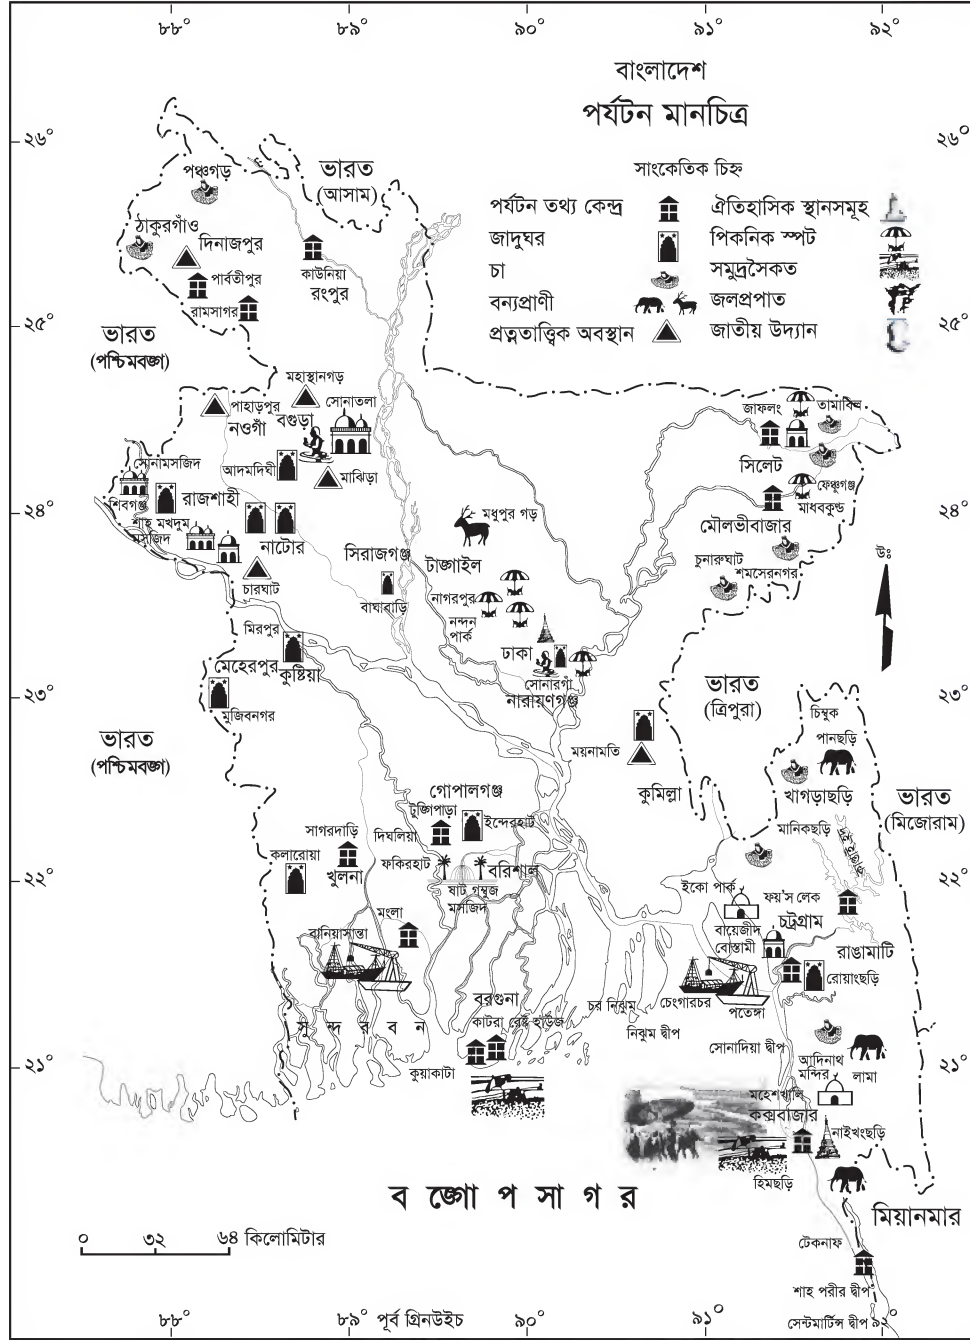 ৮৮° ৮৯° ৯০° ৯১° ৯২°
বাংলাদেশ
পর্যটন মানচিত্র
২৬° ২৬°
সাংকেতিক চিহ্ন
পর্যটন তথ্য কেন্দ্র
ঐতিহাসিক স্থানসমূহ
জাদুঘর
পিকনিক স্পট
চা
সমুদ্রসৈকত
বন্যপ্রাণী
জলপ্রপাত
প্রত্নতাত্ত্বিক অবস্থান
জাতীয় উদ্যান
ভারত
(আসাম)
পঞ্চগড়
ঠাকুরগাঁও
দিনাজপুর
পার্বতীপুর
রামসাগর
কাউনিয়া
রংপুর
২৫° ২৫°
ভারত
(পশ্চিমবঙ্গ)
মহাস্থানগড়
পাহাড়পুর
নওগাঁ
বগুড়া
সোনাতলা
আদমদিঘী
মাঝিড়া
সোনামসজিদ
শিবগঞ্জ
রাজশাহী
শাহ মখদুম
মসজিদ
নাটোর
চারঘাট
সিরাজগঞ্জ
বাঘাবাড়ি
মধুপুর গড়
টাঙ্গাইল
নাগরপুর
নন্দন
পার্ক
ঢাকা
সোনারগাঁ
নারায়ণগঞ্জ
জাফলং
তামাবিল
সিলেট
ফেঞ্চুগঞ্জ
মাধবকুন্ড
মৌলভীবাজার
চুনারুঘাট
শমসেরনগর
২৪° ২৪°
উঃ
মিরপুর
মেহেরপুর
কুষ্টিয়া
মুজিবনগর
২৩° ২৩°
ভারত
(ত্রিপুরা)
ভারত
(পশ্চিমবঙ্গ)
ময়নামতি
কুমিল্লা
চিম্বুক
পানছড়ি
খাগড়াছড়ি
মানিকছড়ি
ভারত
(মিজোরাম)
গোপালগঞ্জ
টুঙ্গিপাড়া
দিঘলিয়া
ইন্দেরহাট
সাগরদাড়ি
কলারোয়া
খুলনা
ফকিরহাট
বরিশাল
ষাট গম্বুজ
মসজিদ
২২° ২২°
মংলা
বানিয়াসান্তা
ইকো পার্ক
ফয়'স লেক
চট্টগ্রাম
বায়েজীদ
বোস্তামী
রাঙামাটি
রোয়াংছড়ি
চেংগারচর
পতেঙ্গা
বরগুনা
কাটরা রেষ্ট হাউজ
চর নিঝুম
নিঝুম দ্বীপ
সু ন্দ র ব ন
কুয়াকাটা
সোনাদিয়া দ্বীপ
আদিনাথ
মন্দির
লামা
২১° ২১°
মহেশখালি
কক্সবাজার
নাইখংছড়ি
হিমছড়ি
ব ঙ্গো প সা গ র
মিয়ানমার
০ ৩২ ৬৪ কিলোমিটার
টেকনাফ
শাহ পরীর দ্বীপ
সেন্টমার্টিন্স দ্বীপ
৮৮° ৮৯° পূর্ব গ্রিনউইচ ৯০° ৯১° ৯২°